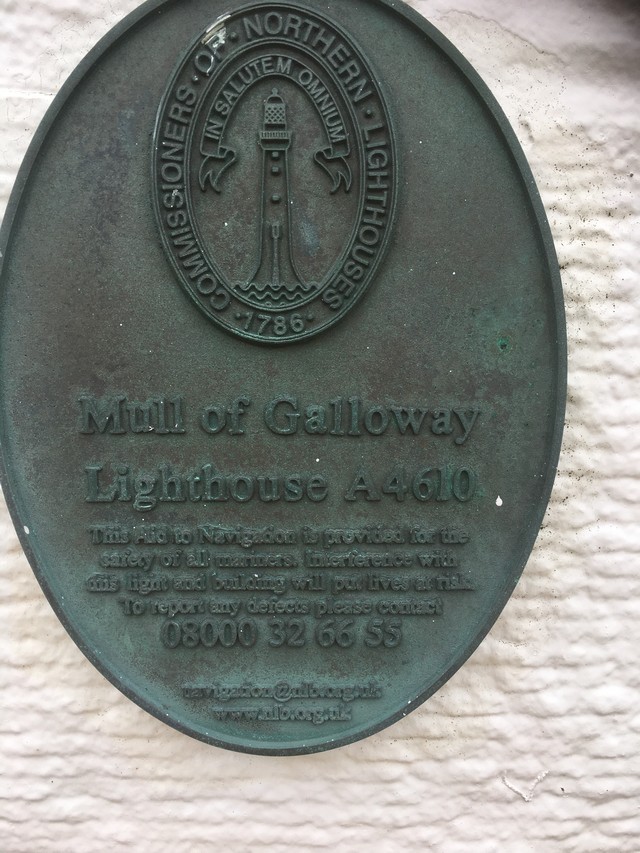 COMMISSIONERS · OF · NORTHERN · LIGHTHOUSES
IN SALUTEM OMNIUM
· 1786 ·
Mull of Galloway
Lighthouse A4610
This Aid to Navigation is provided for the
safety of all mariners. Interference with
this light and building will put lives at risk.
To report any defects please contact
08000 32 66 55
navigation@nlb.org.uk
www.nlb.org.uk